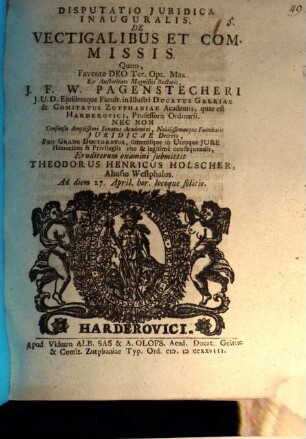 DISPUTATIO JURIDICA
INAUGURALIS,
DE
VECTIGALIBUS ET COM-
MISSIS.
Quam,
Favente DEO Ter. Opt. Max.
Ex Auctoritate Magnifici Rectoris,
J. F. W. PAGENSTECHERI
J.U.D. Ejusdemque Facult. in Illustri DUCATUS GELRIAE
& COMITATUS ZUTPHANIAE Academia, quae est
HARDEROVICI, Professoris Ordinarii.
NEC NON
Consensu Amplissimi Senatus Academici, Nobilissimaeque Facultatis
JURIDICAE Decreto,
PRO GRADU DOCTORATUS, summisque in Utroque JURE
Honoribus & Privilegiis rite & legitime consequendis,
Eruditorum examini submittit
THEODORUS HENRICUS HOLSCHER,
Ahusio Westphalus.
Ad diem 27. April. hor. locoque solitis.
HARDEROVICI.
Apud Viduam ALB. SAS & A. OLOFS. Acad. Ducat. Gelriae
& Comit. Zutphaniae Typ. Ord.